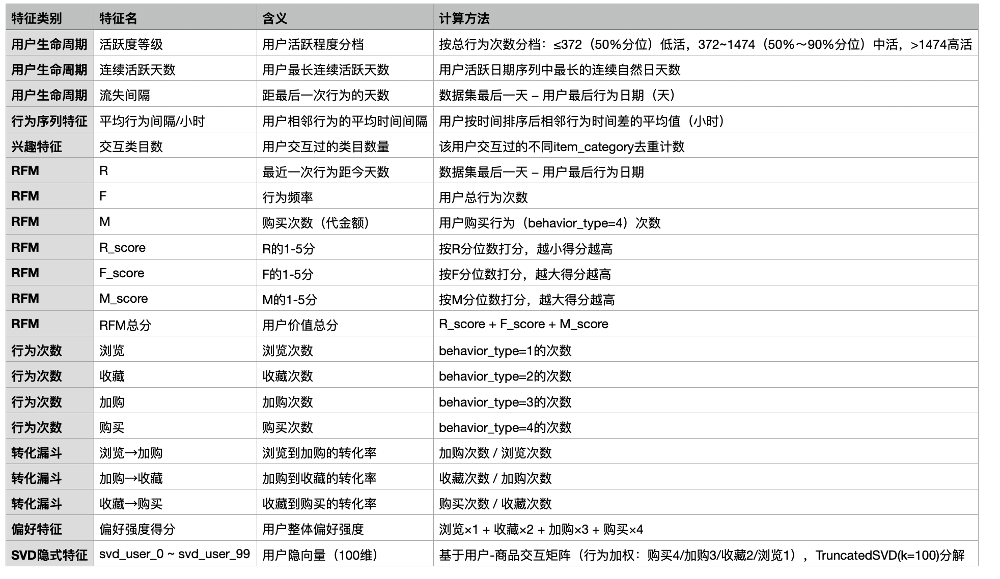 特征类别 特征名 含义 计算方法
用户生命周期 活跃度等级 用户活跃程度分档 按总行为次数分档：≤372（50%分位）低活，372~1474（50%～90%分位）中活，>1474高活
用户生命周期 连续活跃天数 用户最长连续活跃天数 用户活跃日期序列中最长的连续自然日天数
用户生命周期 流失间隔 距最后一次行为的天数 数据集最后一天 – 用户最后行为日期（天）
行为序列特征 平均行为间隔/小时 用户相邻行为的平均时间间隔 用户按时间排序后相邻行为时间差的平均值（小时）
兴趣特征 交互类目数 用户交互过的类目数量 该用户交互过的不同item_category去重计数
RFM R 最近一次行为距今天数 数据集最后一天 – 用户最后行为日期
RFM F 行为频率 用户总行为次数
RFM M 购买次数（代金额） 用户购买行为（behavior_type=4）次数
RFM R_score R的1-5分 按R分位数打分，越小得分越高
RFM F_score F的1-5分 按F分位数打分，越大得分越高
RFM M_score M的1-5分 按M分位数打分，越大得分越高
RFM RFM总分 用户价值总分 R_score + F_score + M_score
行为次数 浏览 浏览次数 behavior_type=1的次数
行为次数 收藏 收藏次数 behavior_type=2的次数
行为次数 加购 加购次数 behavior_type=3的次数
行为次数 购买 购买次数 behavior_type=4的次数
转化漏斗 浏览→加购 浏览到加购的转化率 加购次数 / 浏览次数
转化漏斗 加购→收藏 加购到收藏的转化率 收藏次数 / 加购次数
转化漏斗 收藏→购买 收藏到购买的转化率 购买次数 / 收藏次数
偏好特征 偏好强度得分 用户整体偏好强度 浏览×1 + 收藏×2 + 加购×3 + 购买×4
SVD隐式特征 svd_user_0 ~ svd_user_99 用户隐向量（100维） 基于用户-商品交互矩阵（行为加权：购买4/加购3/收藏2/浏览1），TruncatedSVD(k=100)分解